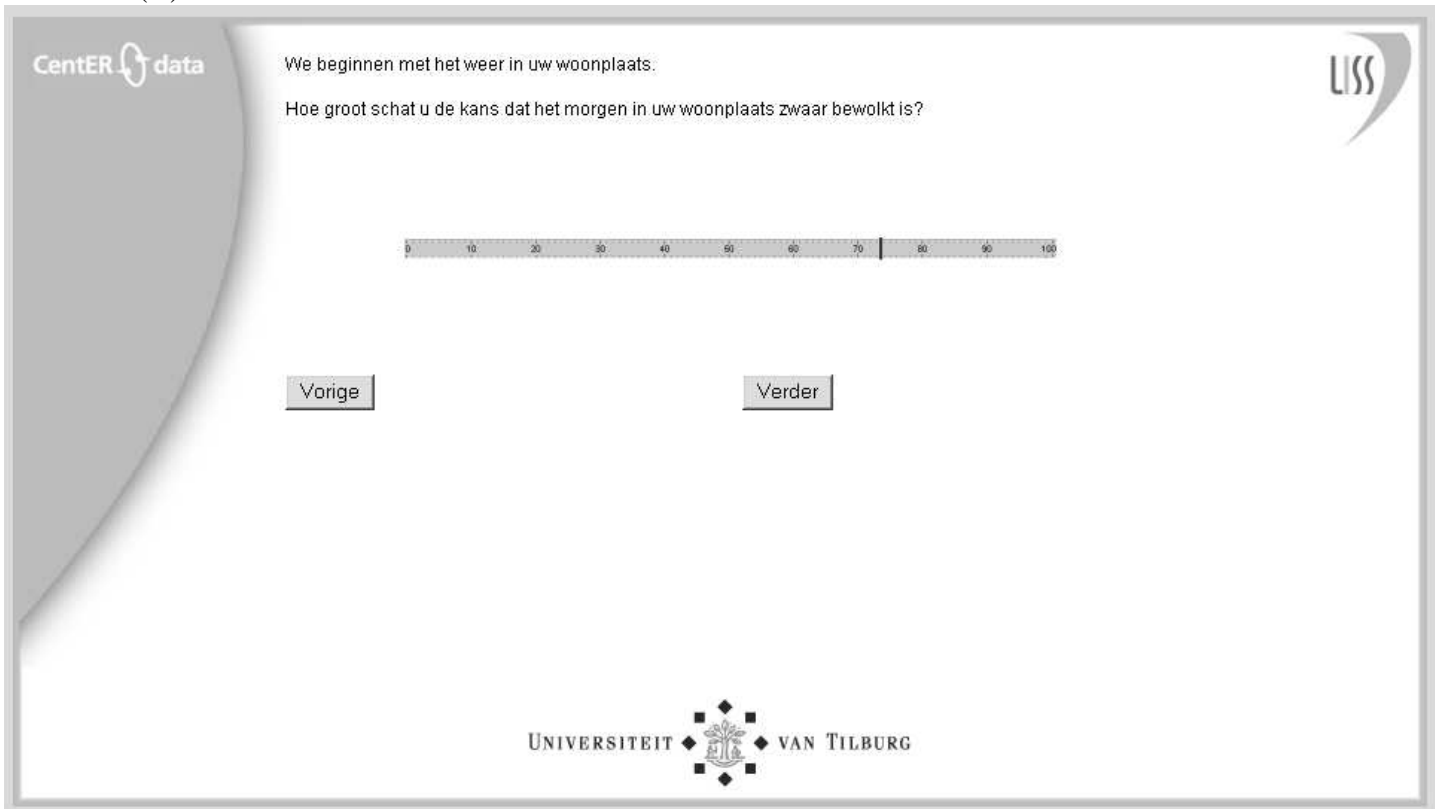 CentERdata
We beginnen met het weer in uw woonplaats.
LISS
Hoe groot schat u de kans dat het morgen in uw woonplaats zwaar bewolkt is?
0 10 20 30 40 50 60 70 80 90 100
Vorige Verder
UNIVERSITEIT VAN TILBURG